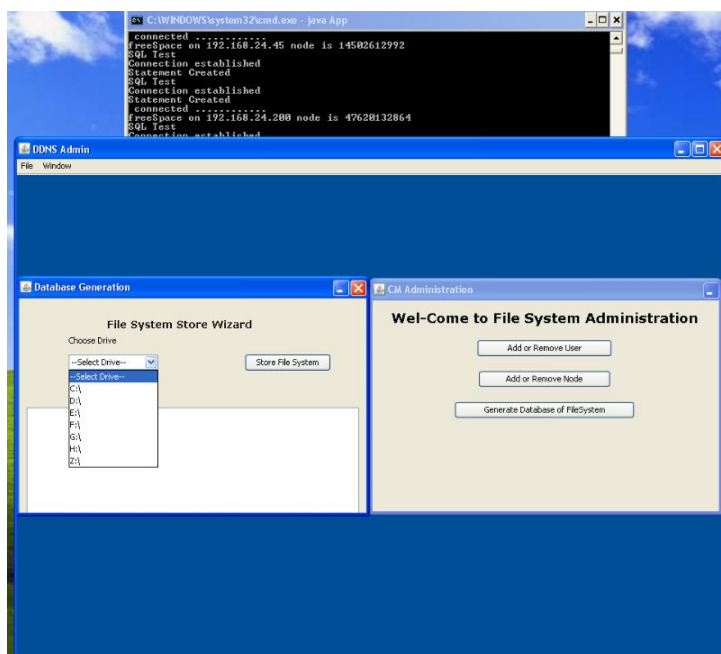 C:\WINDOWS\system32\cmd.exe - java App
connected ............
freeSpace on 192.168.24.45 node is 14502612992
SQL Test
Connection established
Statement Created
SQL Test
Connection established
Statement Created
connected ............
freeSpace on 192.168.24.200 node is 47620132864
SQL Test
Connection established
DDNS Admin
File Window
Database Generation
File System Store Wizard
Choose Drive
--Select Drive-- Store File System
--Select Drive--
C:\
D:\
E:\
F:\
G:\
H:\
Z:\
CM Administration
Wel-Come to File System Administration
Add or Remove User
Add or Remove Node
Generate Database of FileSystem